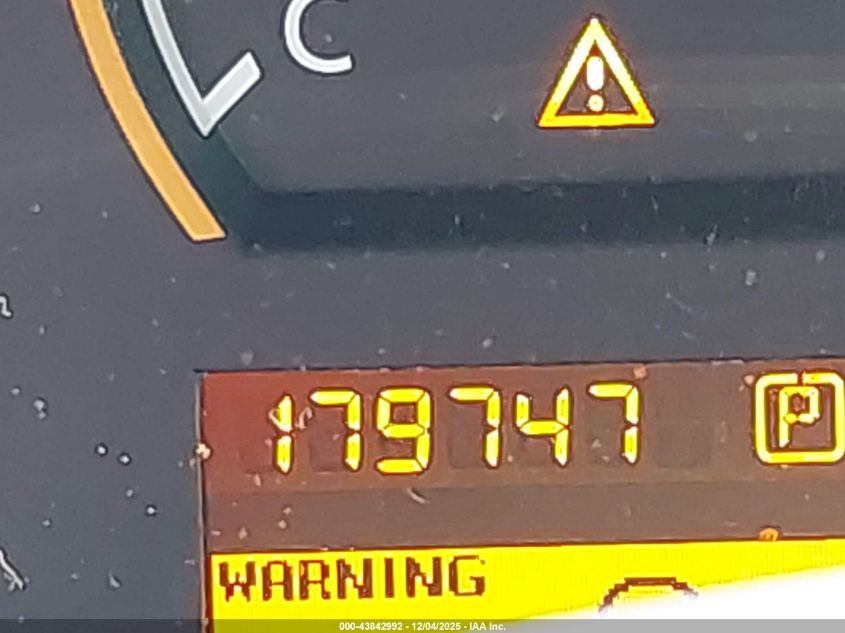 C
179747 P
WARNING
000-43842992 - 12/04/2025 - IAA Inc.